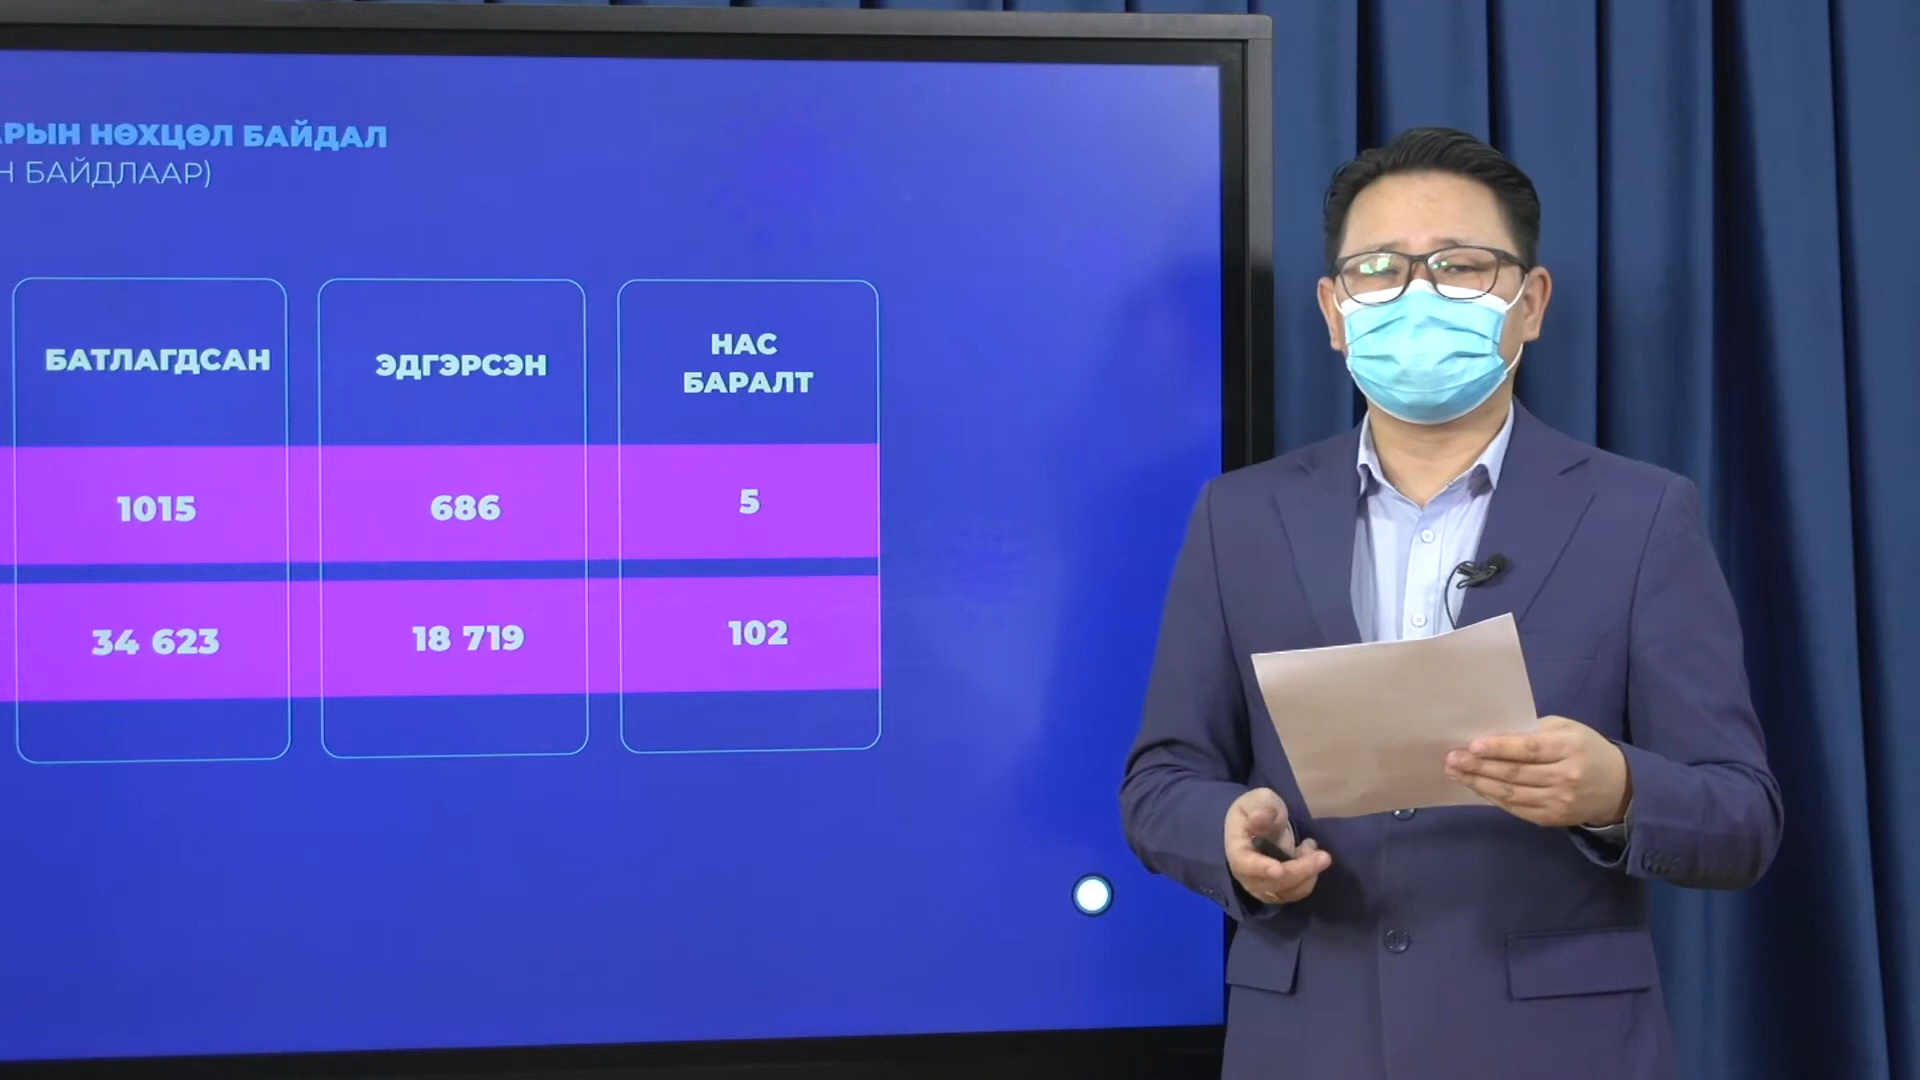 РЫН НӨХЦӨЛ БАЙДАЛ
Н БАЙДЛААР)
БАТЛАГДСАН
ЭДГЭРСЭН
НАС
БАРАЛТ
1015
686
5
34 623
18 719
102